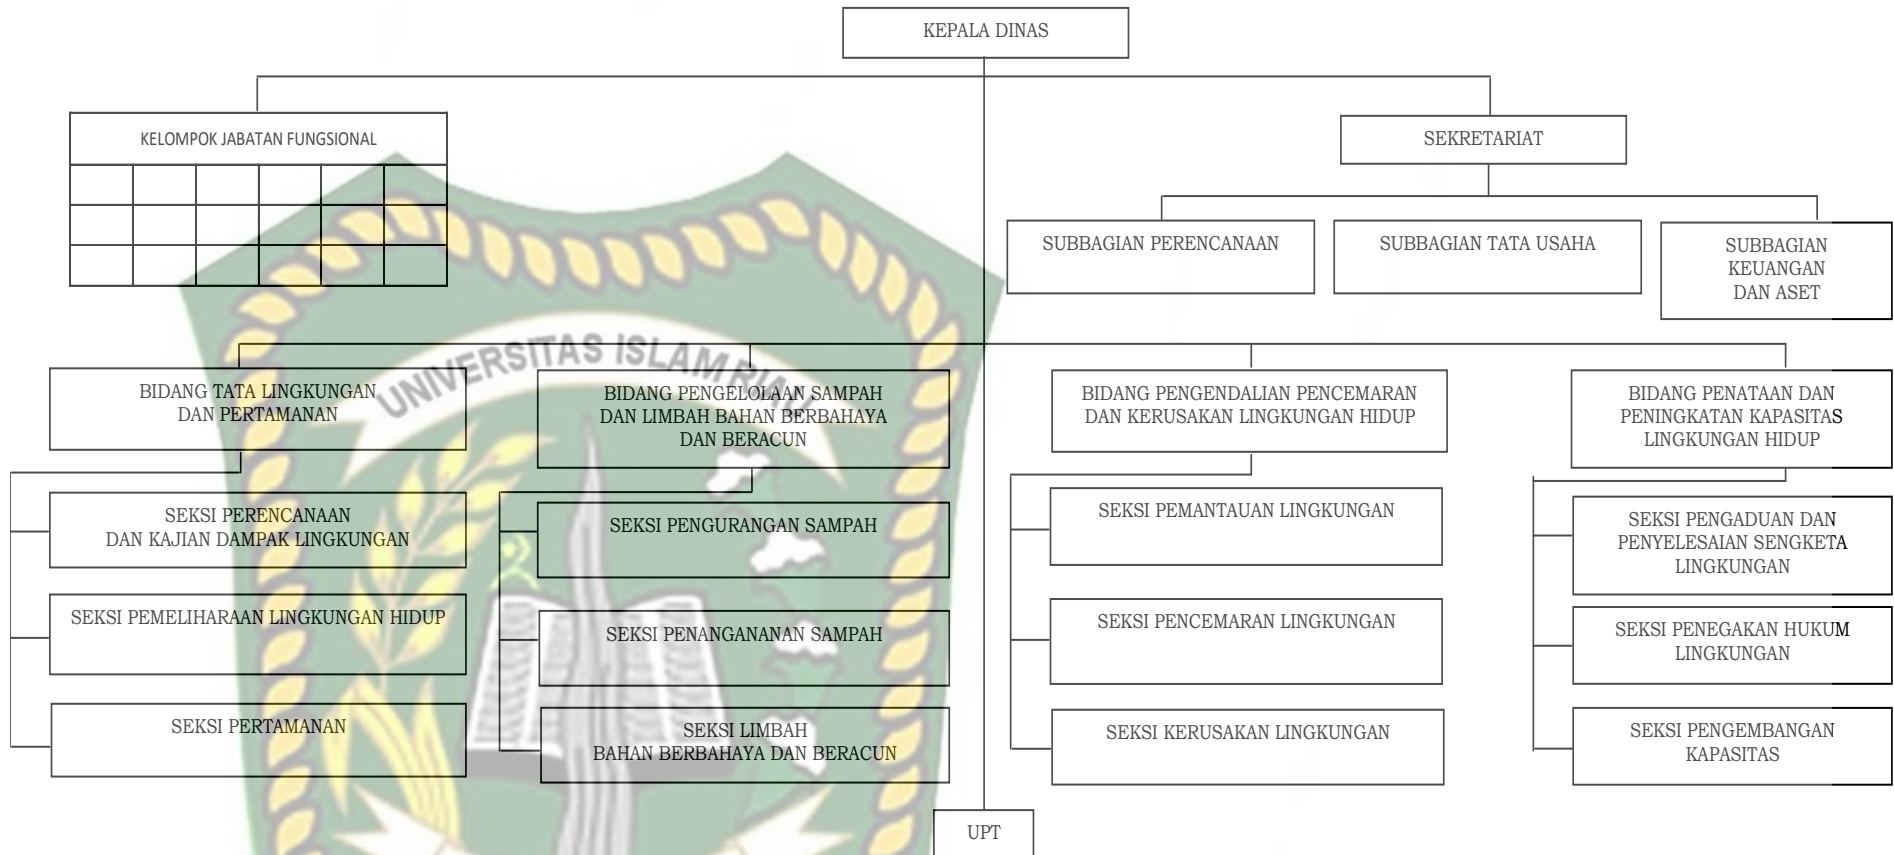 KEPALA DINAS
KELOMPOK JABATAN FUNGSIONAL
SEKRETARIAT
SUBBAGIAN PERENCANAAN
SUBBAGIAN TATA USAHA
SUBBAGIAN
KEUANGAN
DAN ASET
UNIVERSITAS ISLAM RIAU
BIDANG TATA LINGKUNGAN
DAN PERTAMANAN
BIDANG PENGELOLAAN SAMPAH
DAN LIMBAH BAHAN BERBAHAYA
DAN BERACUN
BIDANG PENGENDALIAN PENCEMARAN
DAN KERUSAKAN LINGKUNGAN HIDUP
BIDANG PENATAAN DAN
PENINGKATAN KAPASITAS
LINGKUNGAN HIDUP
SEKSI PERENCANAAN
DAN KAJIAN DAMPAK LINGKUNGAN
SEKSI PEMELIHARAAN LINGKUNGAN HIDUP
SEKSI PERTAMANAN
SEKSI PENGURANGAN SAMPAH
SEKSI PENANGANANAN SAMPAH
SEKSI LIMBAH
BAHAN BERBAHAYA DAN BERACUN
SEKSI PEMANTAUAN LINGKUNGAN
SEKSI PENCEMARAN LINGKUNGAN
SEKSI KERUSAKAN LINGKUNGAN
SEKSI PENGADUAN DAN
PENYELESAIAN SENGKETA
LINGKUNGAN
SEKSI PENEGAKAN HUKUM
LINGKUNGAN
SEKSI PENGEMBANGAN
KAPASITAS
UPT